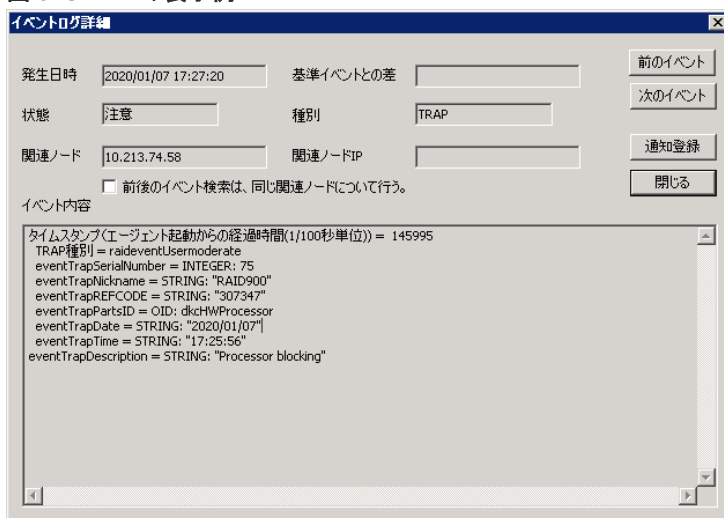 イベントログ詳細
前のイベント
発生日時 2020/01/07 17:27:20 基準イベントとの差
次のイベント
状態 注意 種別 TRAP
通知登録
関連ノード 10.213.74.58 関連ノードIP
閉じる
前後のイベント検索は、同じ関連ノードについて行う。
イベント内容
タイムスタンプ(エージェント起動からの経過時間(1/100秒単位)) = 145995
TRAP種別 = raideventUsermoderate
eventTrapSerialNumber = INTEGER: 75
eventTrapNickname = STRING: "RAID900"
eventTrapREFCODE = STRING: "307347"
eventTrapPartsID = OID: dkcHWProcessor
eventTrapDate = STRING: "2020/01/07"
eventTrapTime = STRING: "17:25:56"
eventTrapDescription = STRING: "Processor blocking"